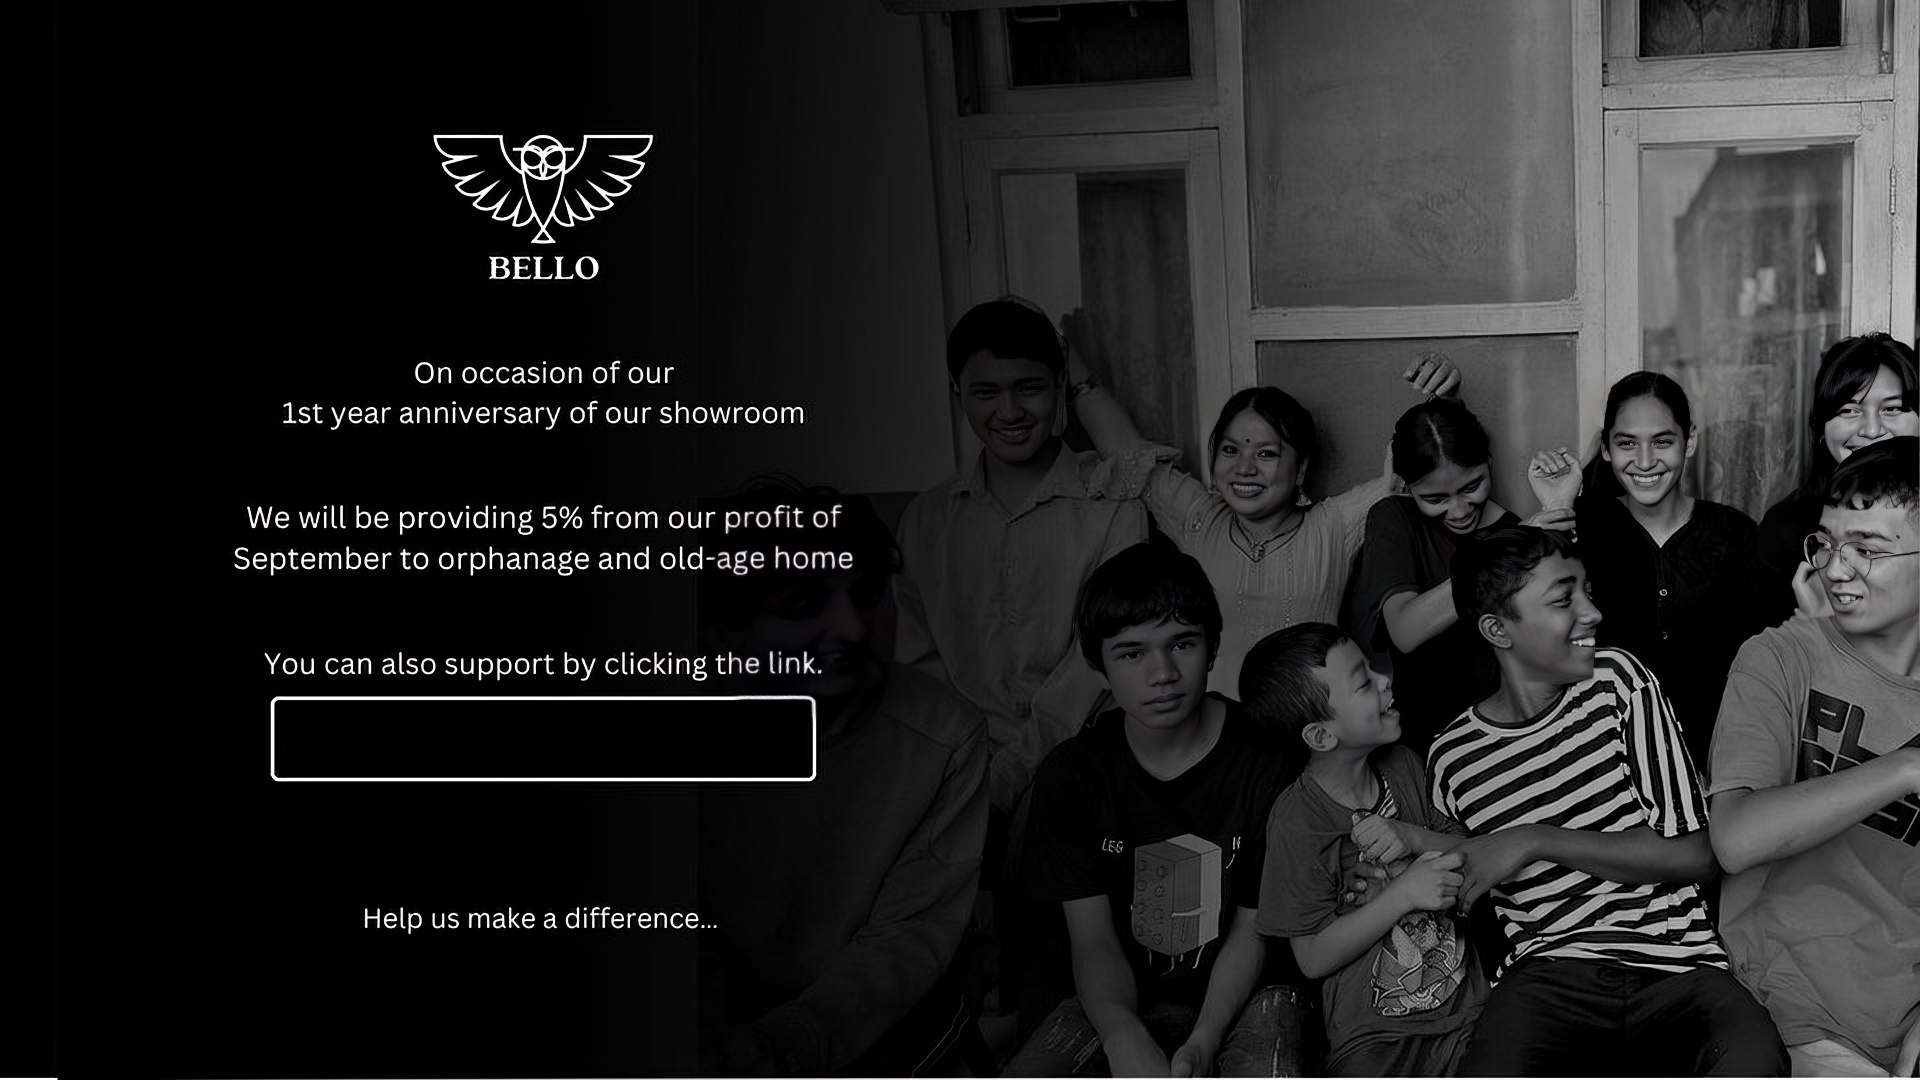 BELLO
On occasion of our
1st year anniversary of our showroom
We will be providing 5% from our profit of
September to orphanage and old-age home
You can also support by clicking the link.
Help us make a difference...
LEG